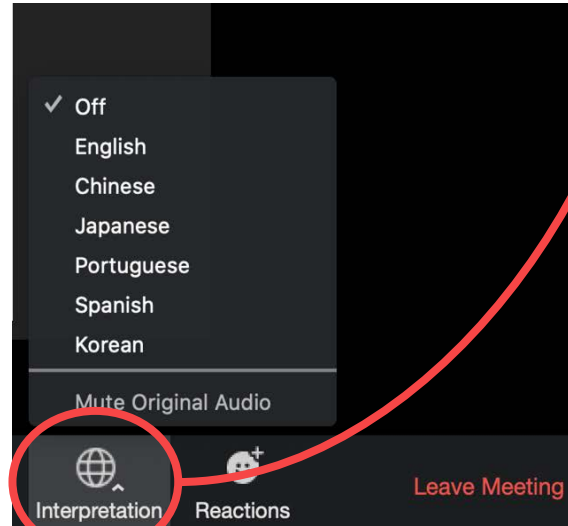 Off
English
Chinese
Japanese
Portuguese
Spanish
Korean
Mute Original Audio
Interpretation Reactions Leave Meeting